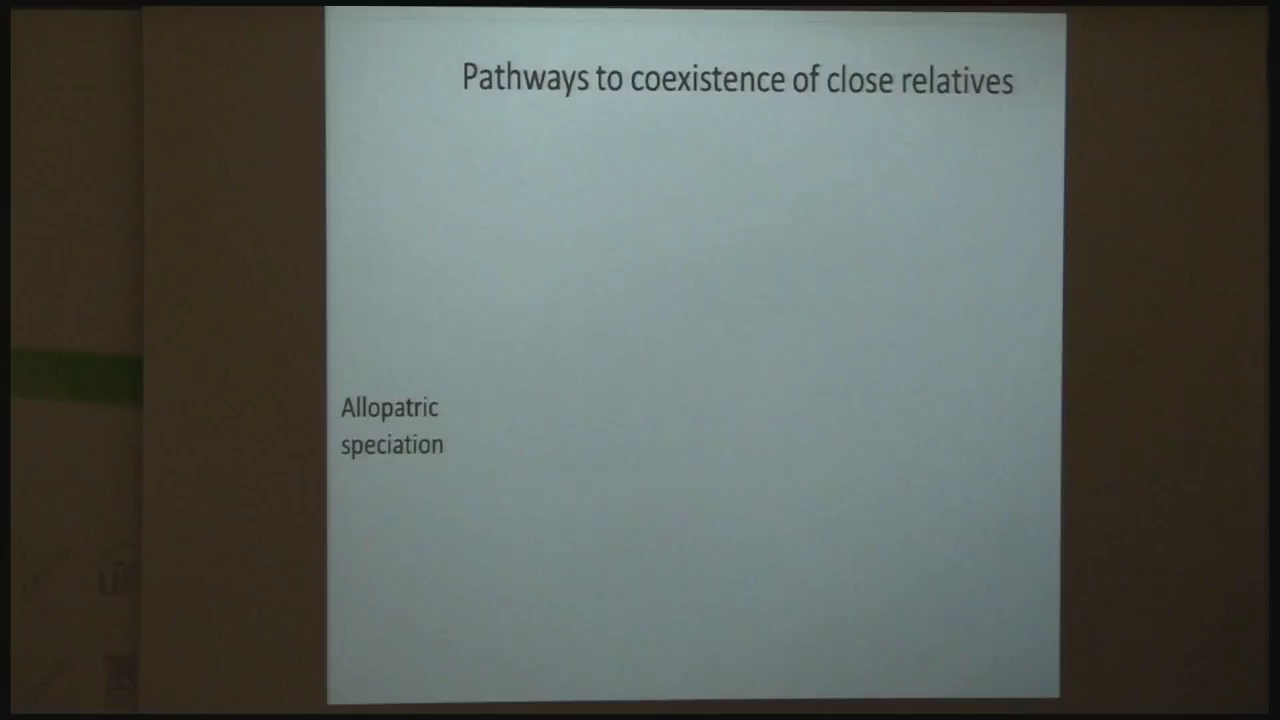 Pathways to coexistence of close relatives
Allopatric
speciation